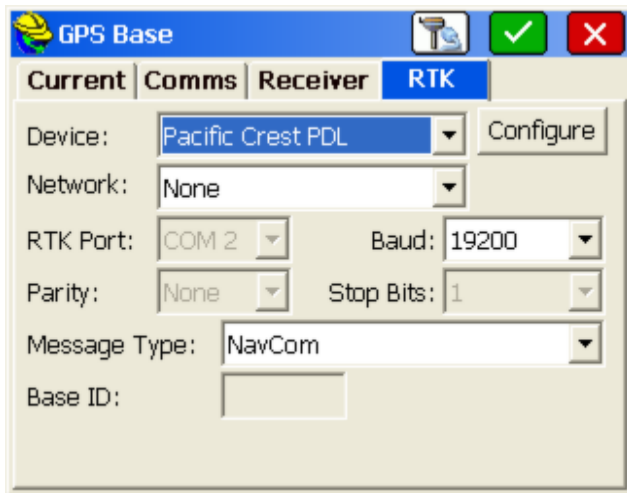 GPS Base
Current Comms Receiver RTK
Device: Pacific Crest PDL Configure
Network: None
RTK Port: COM 2 Baud: 19200
Parity: None Stop Bits: 1
Message Type: NavCom
Base ID: